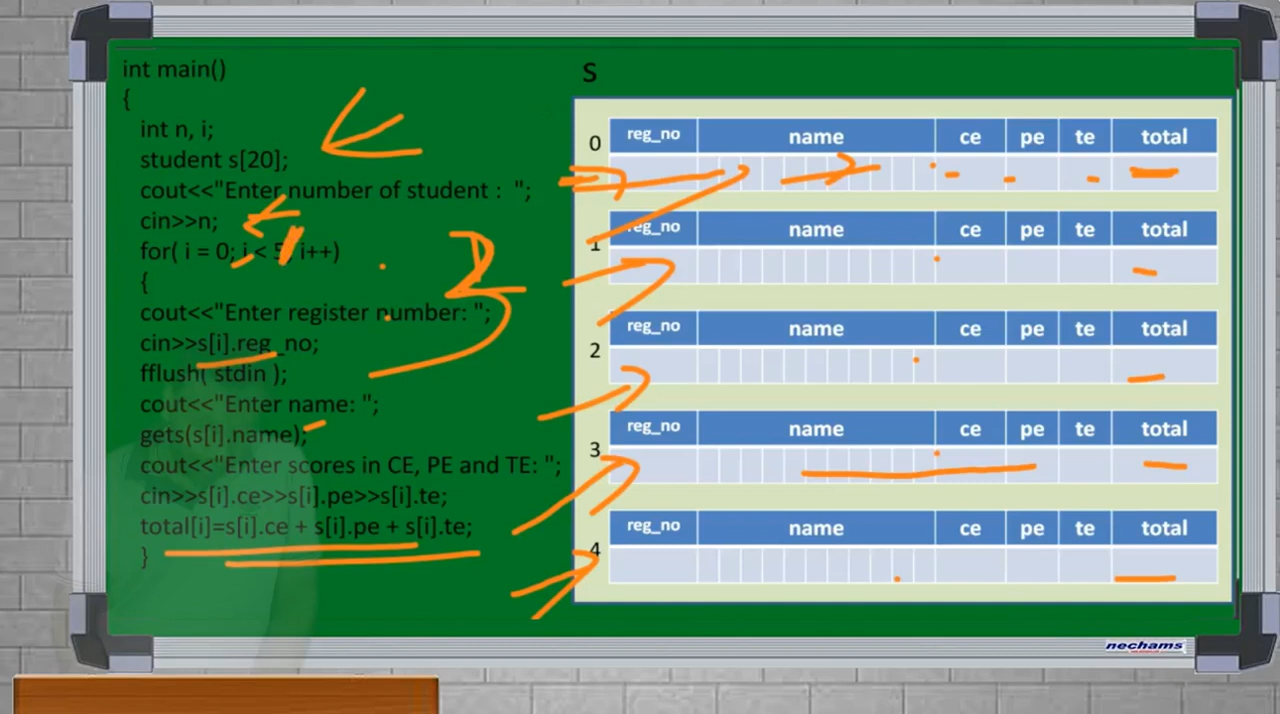 int main()
{
int n, i;
student s[20];
cout<<"Enter number of student : ";
cin>>n;
for( i = 0; i < 5; i++)
{
cout<<"Enter register number: ";
cin>>s[i].reg_no;
fflush( stdin );
cout<<"Enter name: ";
gets(s[i].name);
cout<<"Enter scores in CE, PE and TE: ";
cin>>s[i].ce>>s[i].pe>>s[i].te;
total[i]=s[i].ce + s[i].pe + s[i].te;
}
S
0 reg_no name ce pe te total
1 reg_no name ce pe te total
2 reg_no name ce pe te total
3 reg_no name ce pe te total
4 reg_no name ce pe te total
nechams